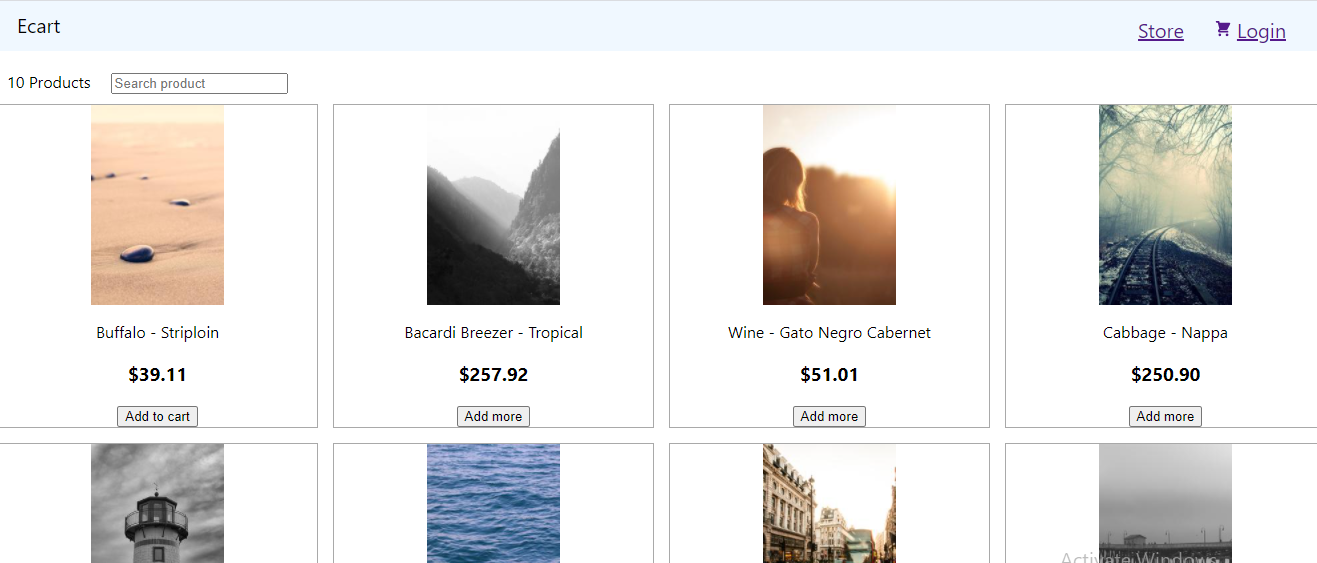 Ecart
Store Login
10 Products Search product
Buffalo - Striploin
$39.11
Add to cart
Bacardi Breezer - Tropical
$257.92
Add more
Wine - Gato Negro Cabernet
$51.01
Add more
Cabbage - Nappa
$250.90
Add more
Activate Windows